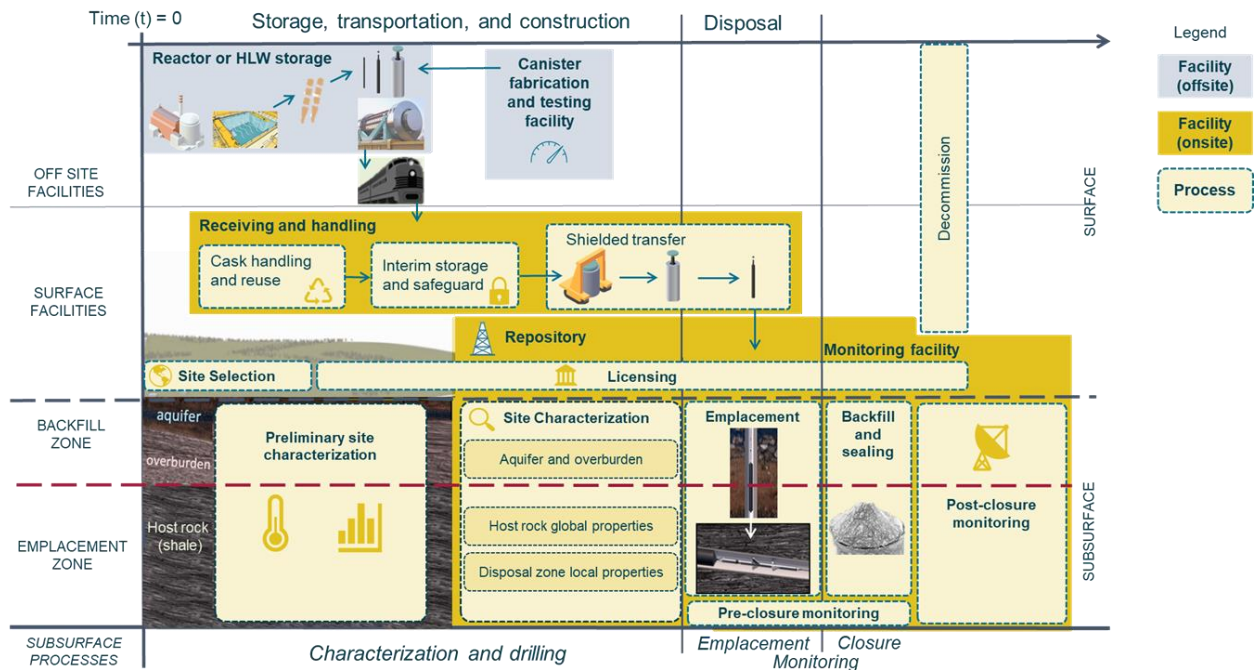 Time (t) = 0
Storage, transportation, and construction
Disposal
Legend
Reactor or HLW storage
Canister
fabrication
and testing
facility
Facility
(offsite)
Facility
(onsite)
Process
OFF SITE
FACILITIES
Decommission
SURFACE
Receiving and handling
Cask handling
and reuse
Interim storage
and safeguard
Shielded transfer
SURFACE
FACILITIES
Repository
Monitoring facility
Site Selection
Licensing
BACKFILL
ZONE
aquifer
overburden
Preliminary site
characterization
Site Characterization
Aquifer and overburden
Emplacement
Backfill
and
sealing
Post-closure
monitoring
EMPLACEMENT
ZONE
Host rock
(shale)
Host rock global properties
Disposal zone local properties
Pre-closure monitoring
SUBSURFACE
SUBSURFACE
PROCESSES
Characterization and drilling
Emplacement
Closure
Monitoring